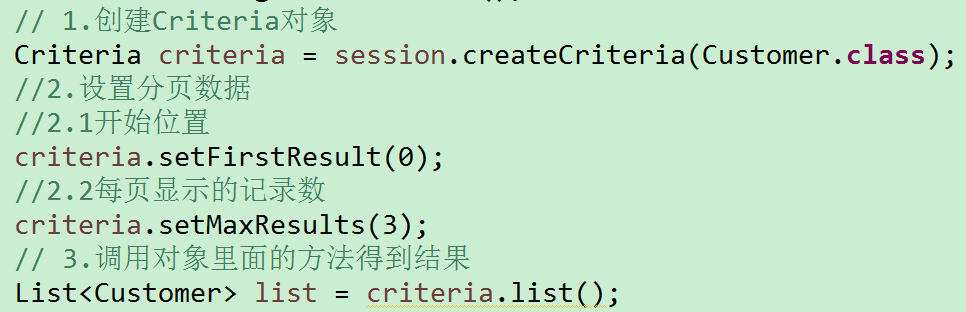 // 1.创建Criteria对象
Criteria criteria = session.createCriteria(Customer.class);
//2.设置分页数据
//2.1开始位置
criteria.setFirstResult(0);
//2.2每页显示的记录数
criteria.setMaxResults(3);
// 3.调用对象里面的方法得到结果
List<Customer> list = criteria.list();